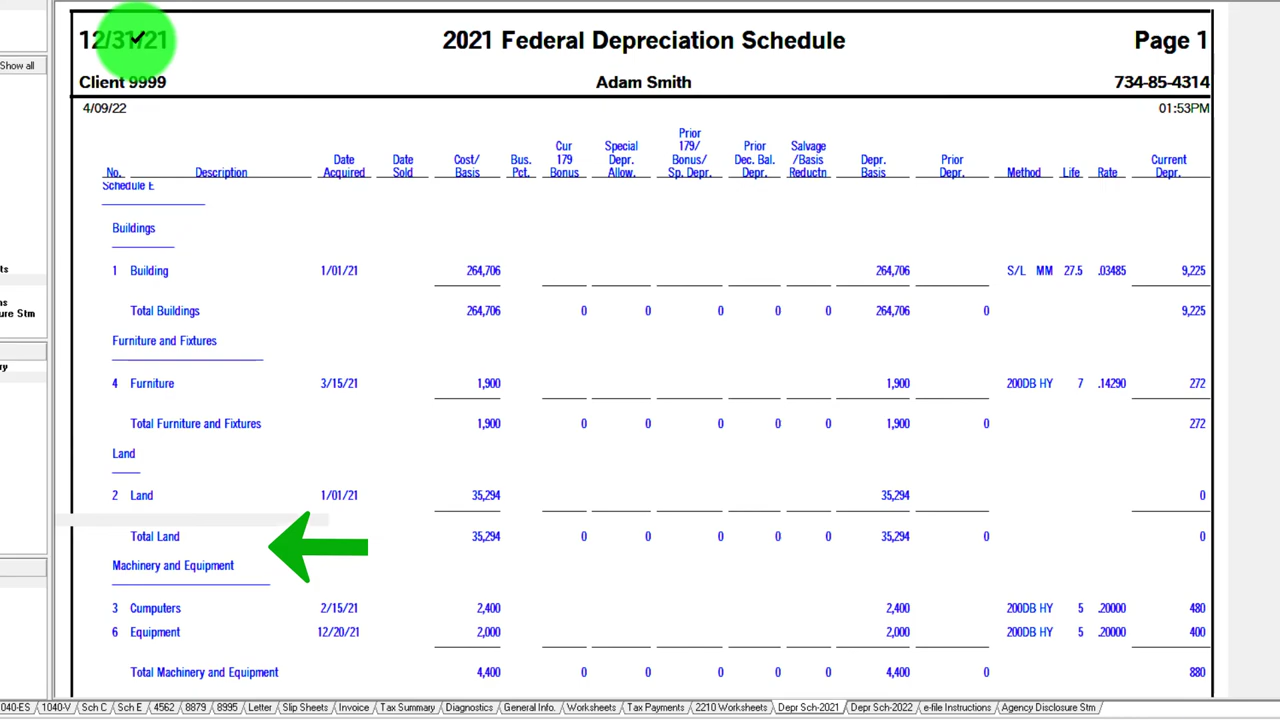 12/31/21 2021 Federal Depreciation Schedule Page 1
Show all
Client 9999 Adam Smith 734-85-4314
4/09/22 01:53PM
No. Description Date Acquired Date Sold Cost/ Basis Bus. Pct. Cur 179 Bonus Special Depr. Allow. Prior 179/ Bonus/ Sp. Depr. Prior Dec. Bal. Depr. Salvage /Basis Reductn Depr. Basis Prior Depr. Method Life Rate Current Depr.
Schedule E
Buildings
ts
1 Building 1/01/21 264,706 264,706 S/L MM 27.5 .03485 9,225
ns
ure Stm
Total Buildings 264,706 0 0 0 0 0 264,706 0 9,225
Furniture and Fixtures
ry
4 Furniture 3/15/21 1,900 1,900 200DB HY 7 .14290 272
Total Furniture and Fixtures 1,900 0 0 0 0 0 1,900 0 272
Land
2 Land 1/01/21 35,294 35,294 0
Total Land 35,294 0 0 0 0 0 35,294 0 0
Machinery and Equipment
3 Cumputers 2/15/21 2,400 2,400 200DB HY 5 .20000 480
6 Equipment 12/20/21 2,000 2,000 200DB HY 5 .20000 400
Total Machinery and Equipment 4,400 0 0 0 0 0 4,400 0 880
1040-ES 1040-V Sch C Sch E 4562 8879 8995 Letter Slip Sheets Invoice Tax Summary Diagnostics General Info. Worksheets Tax Payments 2210 Worksheets Depr Sch-2021 Depr Sch-2022 e-file Instructions Agency Disclosure Stm